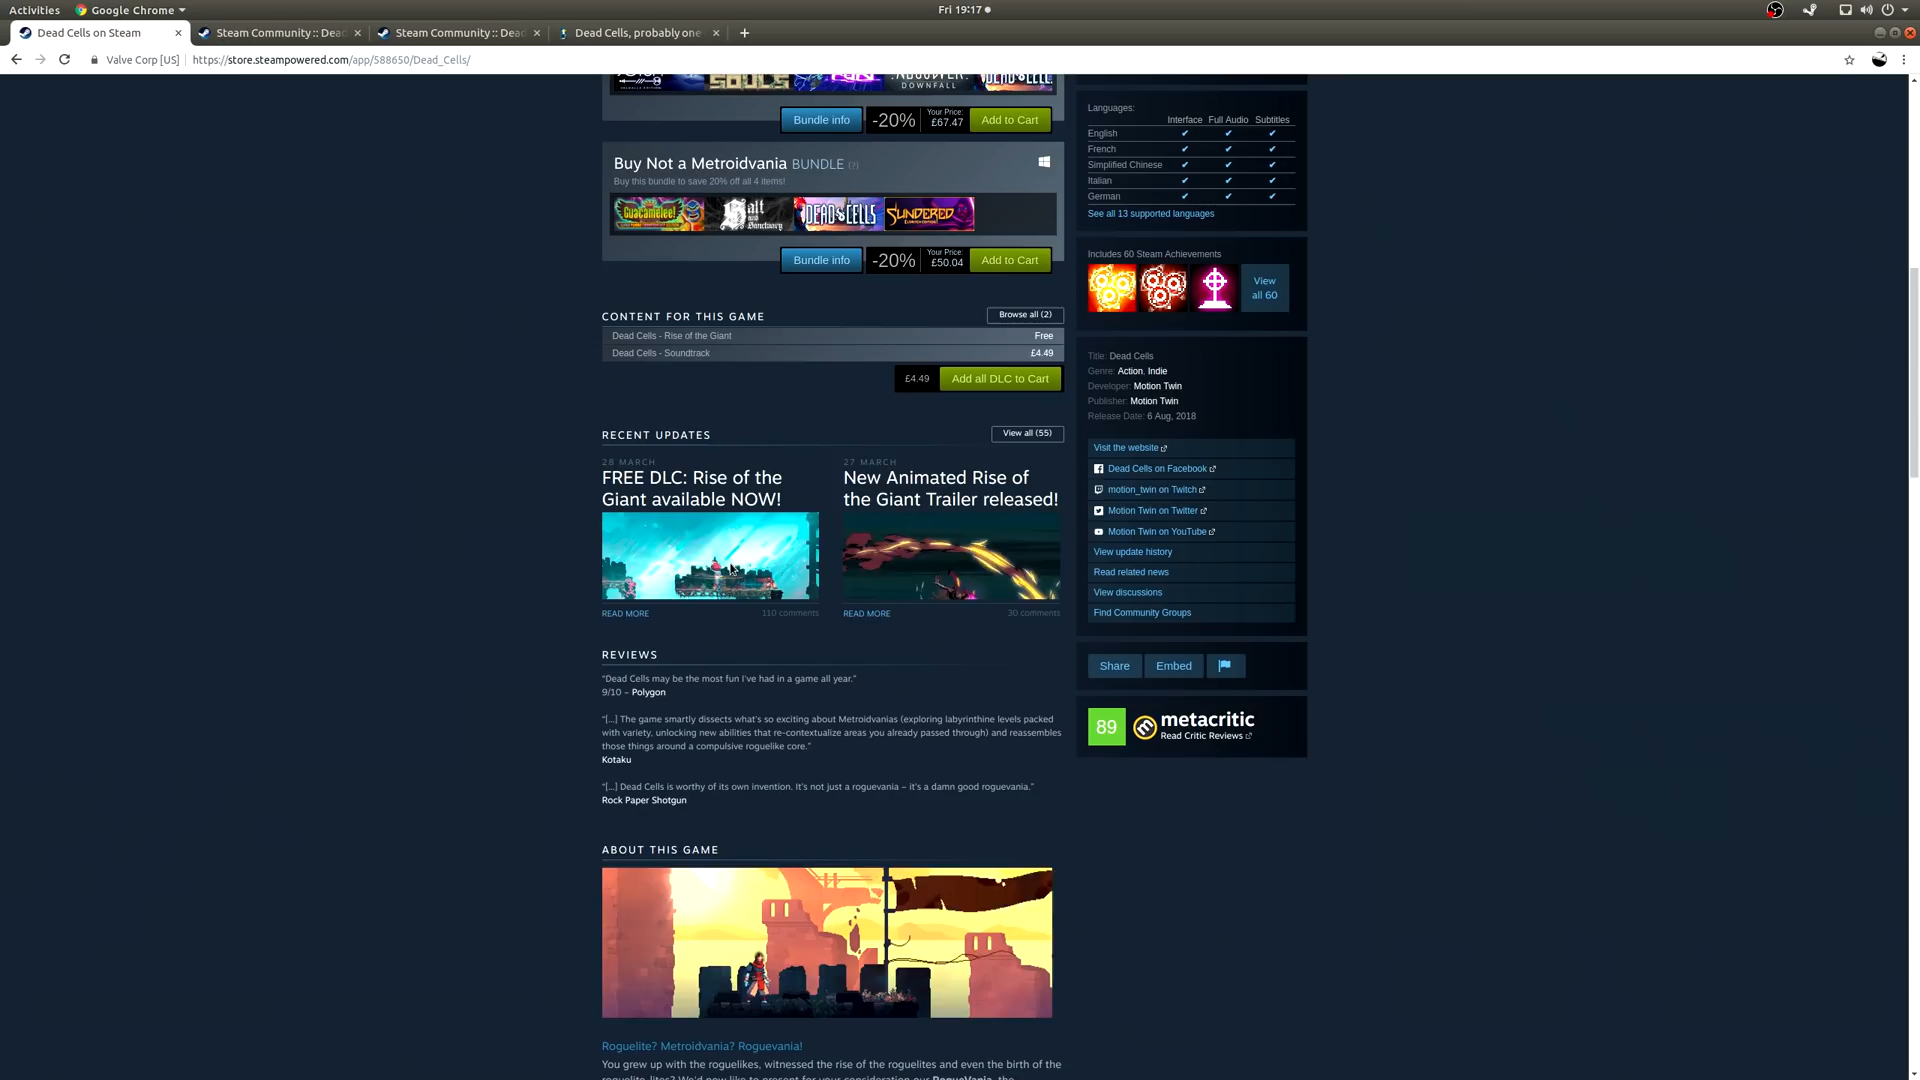 Activities Google Chrome Fri 19:17
Dead Cells on Steam Steam Community :: Dead Steam Community :: Dead Dead Cells, probably one
Valve Corp [US] https://store.steampowered.com/app/588650/Dead_Cells/
SOULS DOWNFALL
Bundle info -20% Your Price: £67.47 Add to Cart
Buy Not a Metroidvania BUNDLE (?)
Buy this bundle to save 20% off all 4 items!
Guacamelee! Salt and Sanctuary DEAD CELLS SUNDERED
Bundle info -20% Your Price: £50.04 Add to Cart
CONTENT FOR THIS GAME Browse all (2)
Dead Cells - Rise of the Giant Free
Dead Cells - Soundtrack £4.49
£4.49 Add all DLC to Cart
RECENT UPDATES View all (55)
28 MARCH
FREE DLC: Rise of the
Giant available NOW!
READ MORE 110 comments
27 MARCH
New Animated Rise of
the Giant Trailer released!
READ MORE 30 comments
REVIEWS
“Dead Cells may be the most fun I've had in a game all year.”
9/10 – Polygon
“[...] The game smartly dissects what's so exciting about Metroidvanias (exploring labyrinthine levels packed
with variety, unlocking new abilities that re-contextualize areas you already passed through) and reassembles
those things around a compulsive roguelike core.”
Kotaku
“[...] Dead Cells is worthy of its own invention. It's not just a roguevania – it's a damn good roguevania.”
Rock Paper Shotgun
ABOUT THIS GAME
Roguelite? Metroidvania? Roguevania!
You grew up with the roguelikes, witnessed the rise of the roguelites and even the birth of the
Languages:
Interface Full Audio Subtitles
English ✔ ✔ ✔
French ✔ ✔ ✔
Simplified Chinese ✔ ✔ ✔
Italian ✔ ✔ ✔
German ✔ ✔ ✔
See all 13 supported languages
Includes 60 Steam Achievements
View
all 60
Title: Dead Cells
Genre: Action, Indie
Developer: Motion Twin
Publisher: Motion Twin
Release Date: 6 Aug, 2018
Visit the website
Dead Cells on Facebook
motion_twin on Twitch
Motion Twin on Twitter
Motion Twin on YouTube
View update history
Read related news
View discussions
Find Community Groups
Share Embed
89 metacritic
Read Critic Reviews